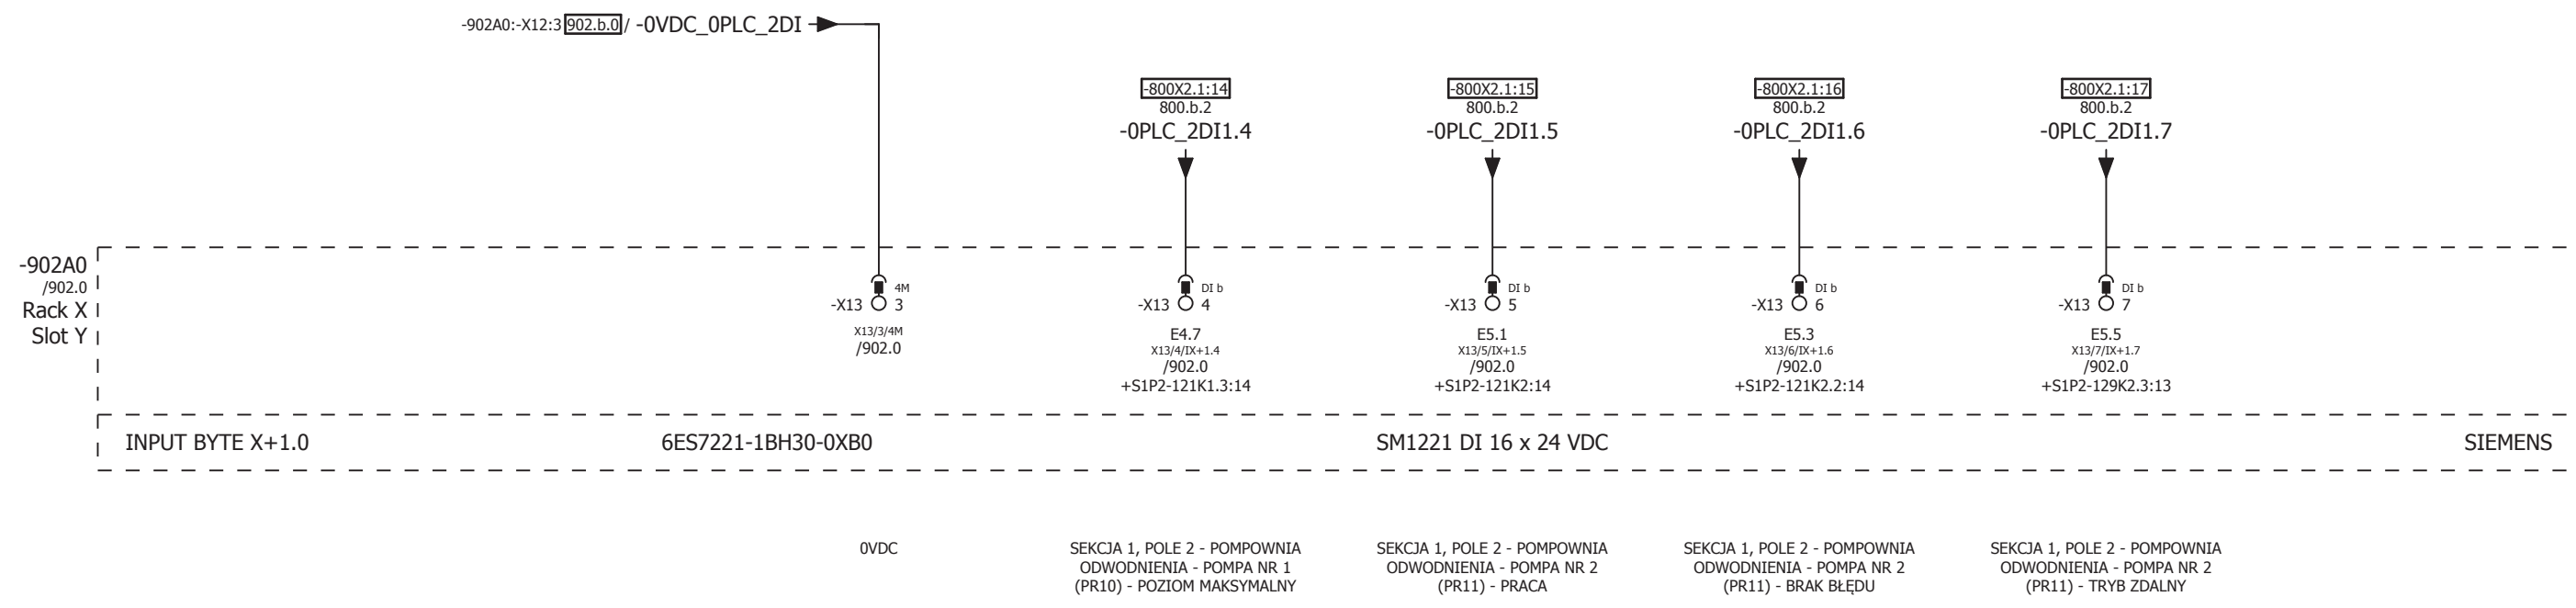 -902A0:-X12:3 902.b.0 / -0VDC_0PLC_2DI
-800X2.1:14
800.b.2
-0PLC_2DI1.4
-800X2.1:15
800.b.2
-0PLC_2DI1.5
-800X2.1:16
800.b.2
-0PLC_2DI1.6
-800X2.1:17
800.b.2
-0PLC_2DI1.7
-902A0
/902.0
Rack X
Slot Y
4M
-X13 3
X13/3/4M
/902.0
DI b
-X13 4
E4.7
X13/4/IX+1.4
/902.0
+S1P2-121K1.3:14
DI b
-X13 5
E5.1
X13/5/IX+1.5
/902.0
+S1P2-121K2:14
DI b
-X13 6
E5.3
X13/6/IX+1.6
/902.0
+S1P2-121K2.2:14
DI b
-X13 7
E5.5
X13/7/IX+1.7
/902.0
+S1P2-129K2.3:13
INPUT BYTE X+1.0 6ES7221-1BH30-0XB0 SM1221 DI 16 x 24 VDC SIEMENS
0VDC
SEKCJA 1, POLE 2 - POMPOWNIA
ODWODNIENIA - POMPA NR 1
(PR10) - POZIOM MAKSYMALNY
SEKCJA 1, POLE 2 - POMPOWNIA
ODWODNIENIA - POMPA NR 2
(PR11) - PRACA
SEKCJA 1, POLE 2 - POMPOWNIA
ODWODNIENIA - POMPA NR 2
(PR11) - BRAK BŁĘDU
SEKCJA 1, POLE 2 - POMPOWNIA
ODWODNIENIA - POMPA NR 2
(PR11) - TRYB ZDALNY